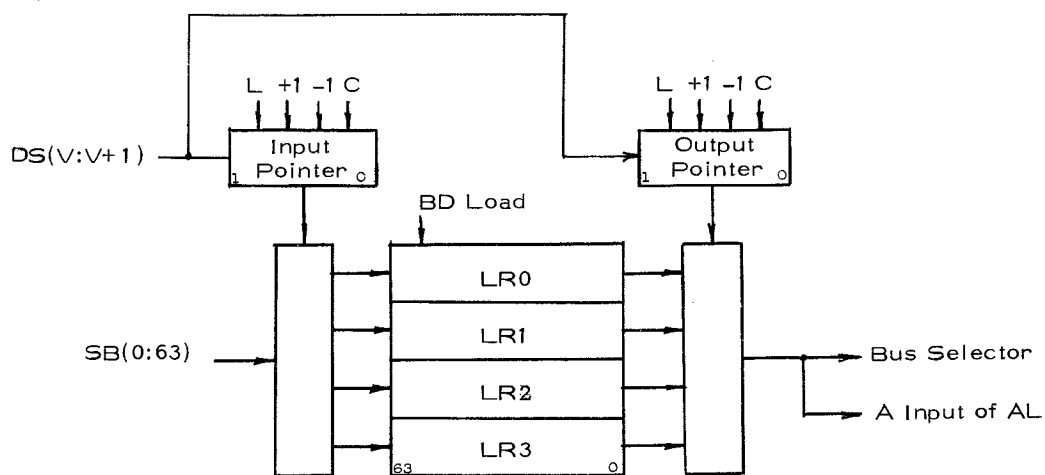 L +1 -1 C
L +1 -1 C
DS(V:V+1)
Input
Pointer
1 0
Output
Pointer
1 0
BD Load
LR0
LR1
SB(0:63)
LR2
LR3
63 0
Bus Selector
A Input of AL